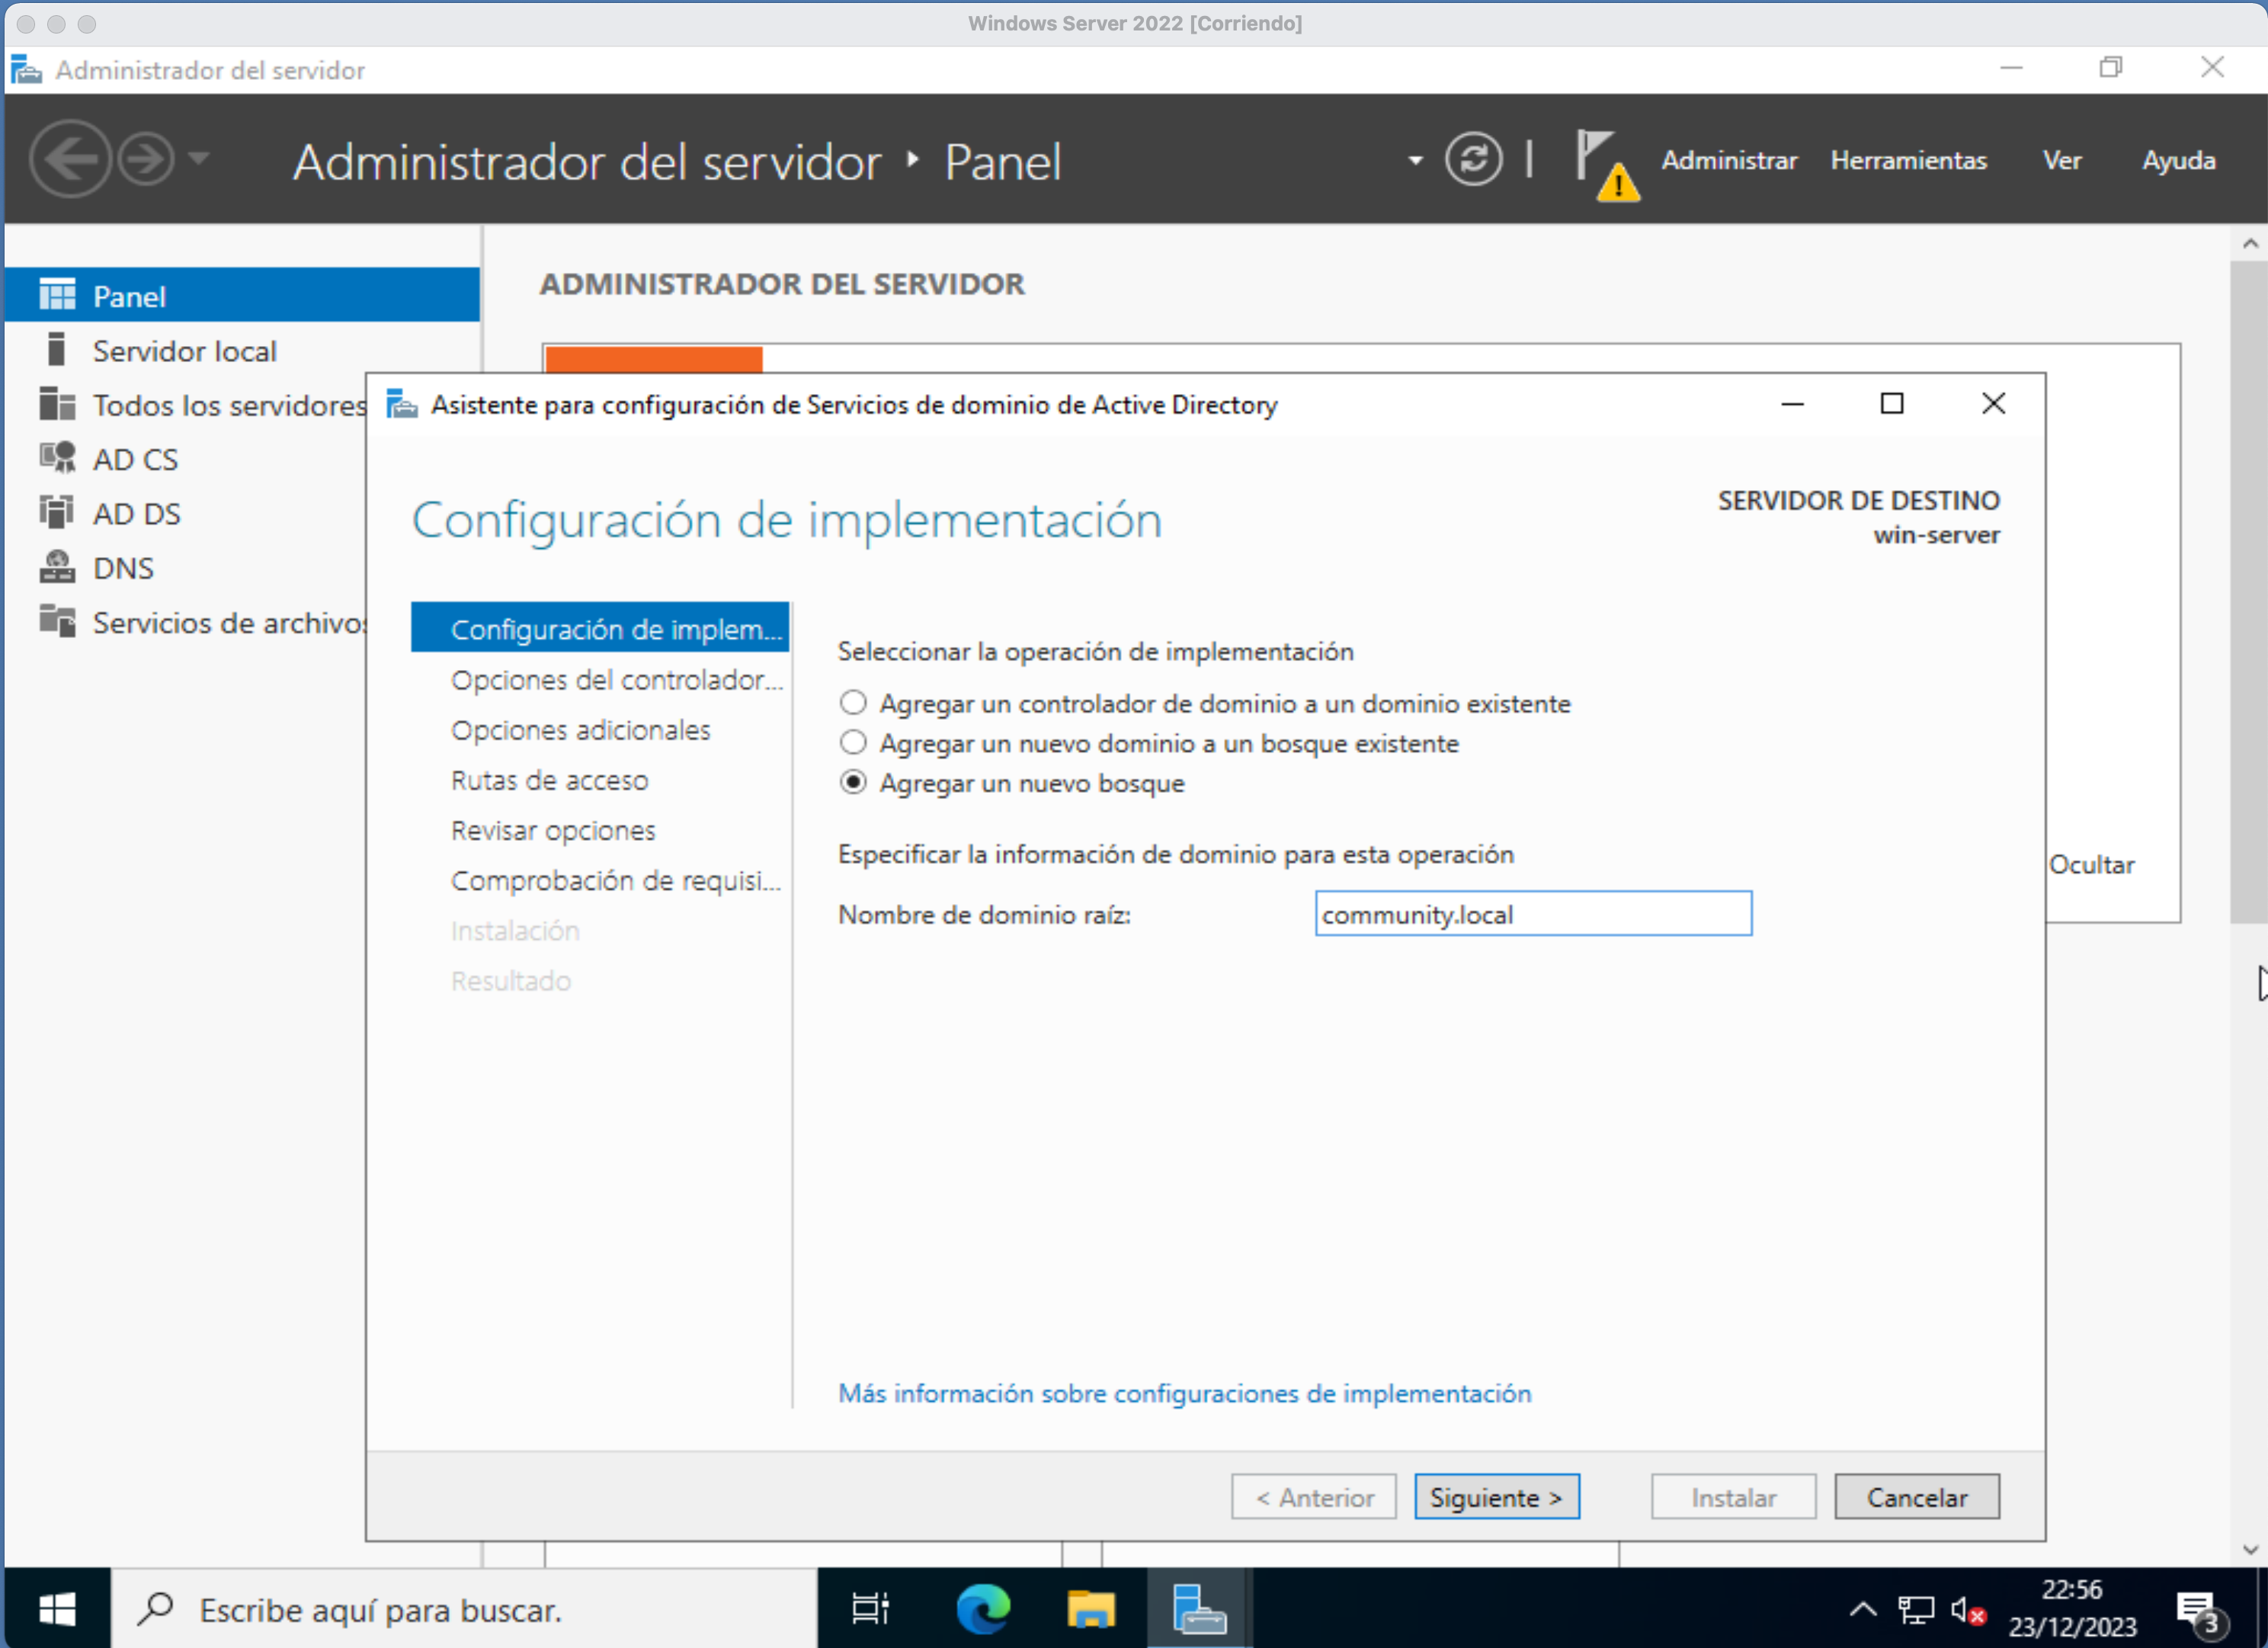 Windows Server 2022 [Corriendo]
Administrador del servidor
Administrador del servidor ‣ Panel
Administrar Herramientas Ver Ayuda
Panel
Servidor local
Todos los servidores
AD CS
AD DS
DNS
Servicios de archivos
ADMINISTRADOR DEL SERVIDOR
Ocultar
Asistente para configuración de Servicios de dominio de Active Directory
Configuración de implementación
SERVIDOR DE DESTINO
win-server
Configuración de implem...
Opciones del controlador...
Opciones adicionales
Rutas de acceso
Revisar opciones
Comprobación de requisi...
Instalación
Resultado
Seleccionar la operación de implementación
Agregar un controlador de dominio a un dominio existente
Agregar un nuevo dominio a un bosque existente
Agregar un nuevo bosque
Especificar la información de dominio para esta operación
Nombre de dominio raíz: community.local
Más información sobre configuraciones de implementación
< Anterior Siguiente > Instalar Cancelar
Escribe aquí para buscar.
22:56
23/12/2023
3